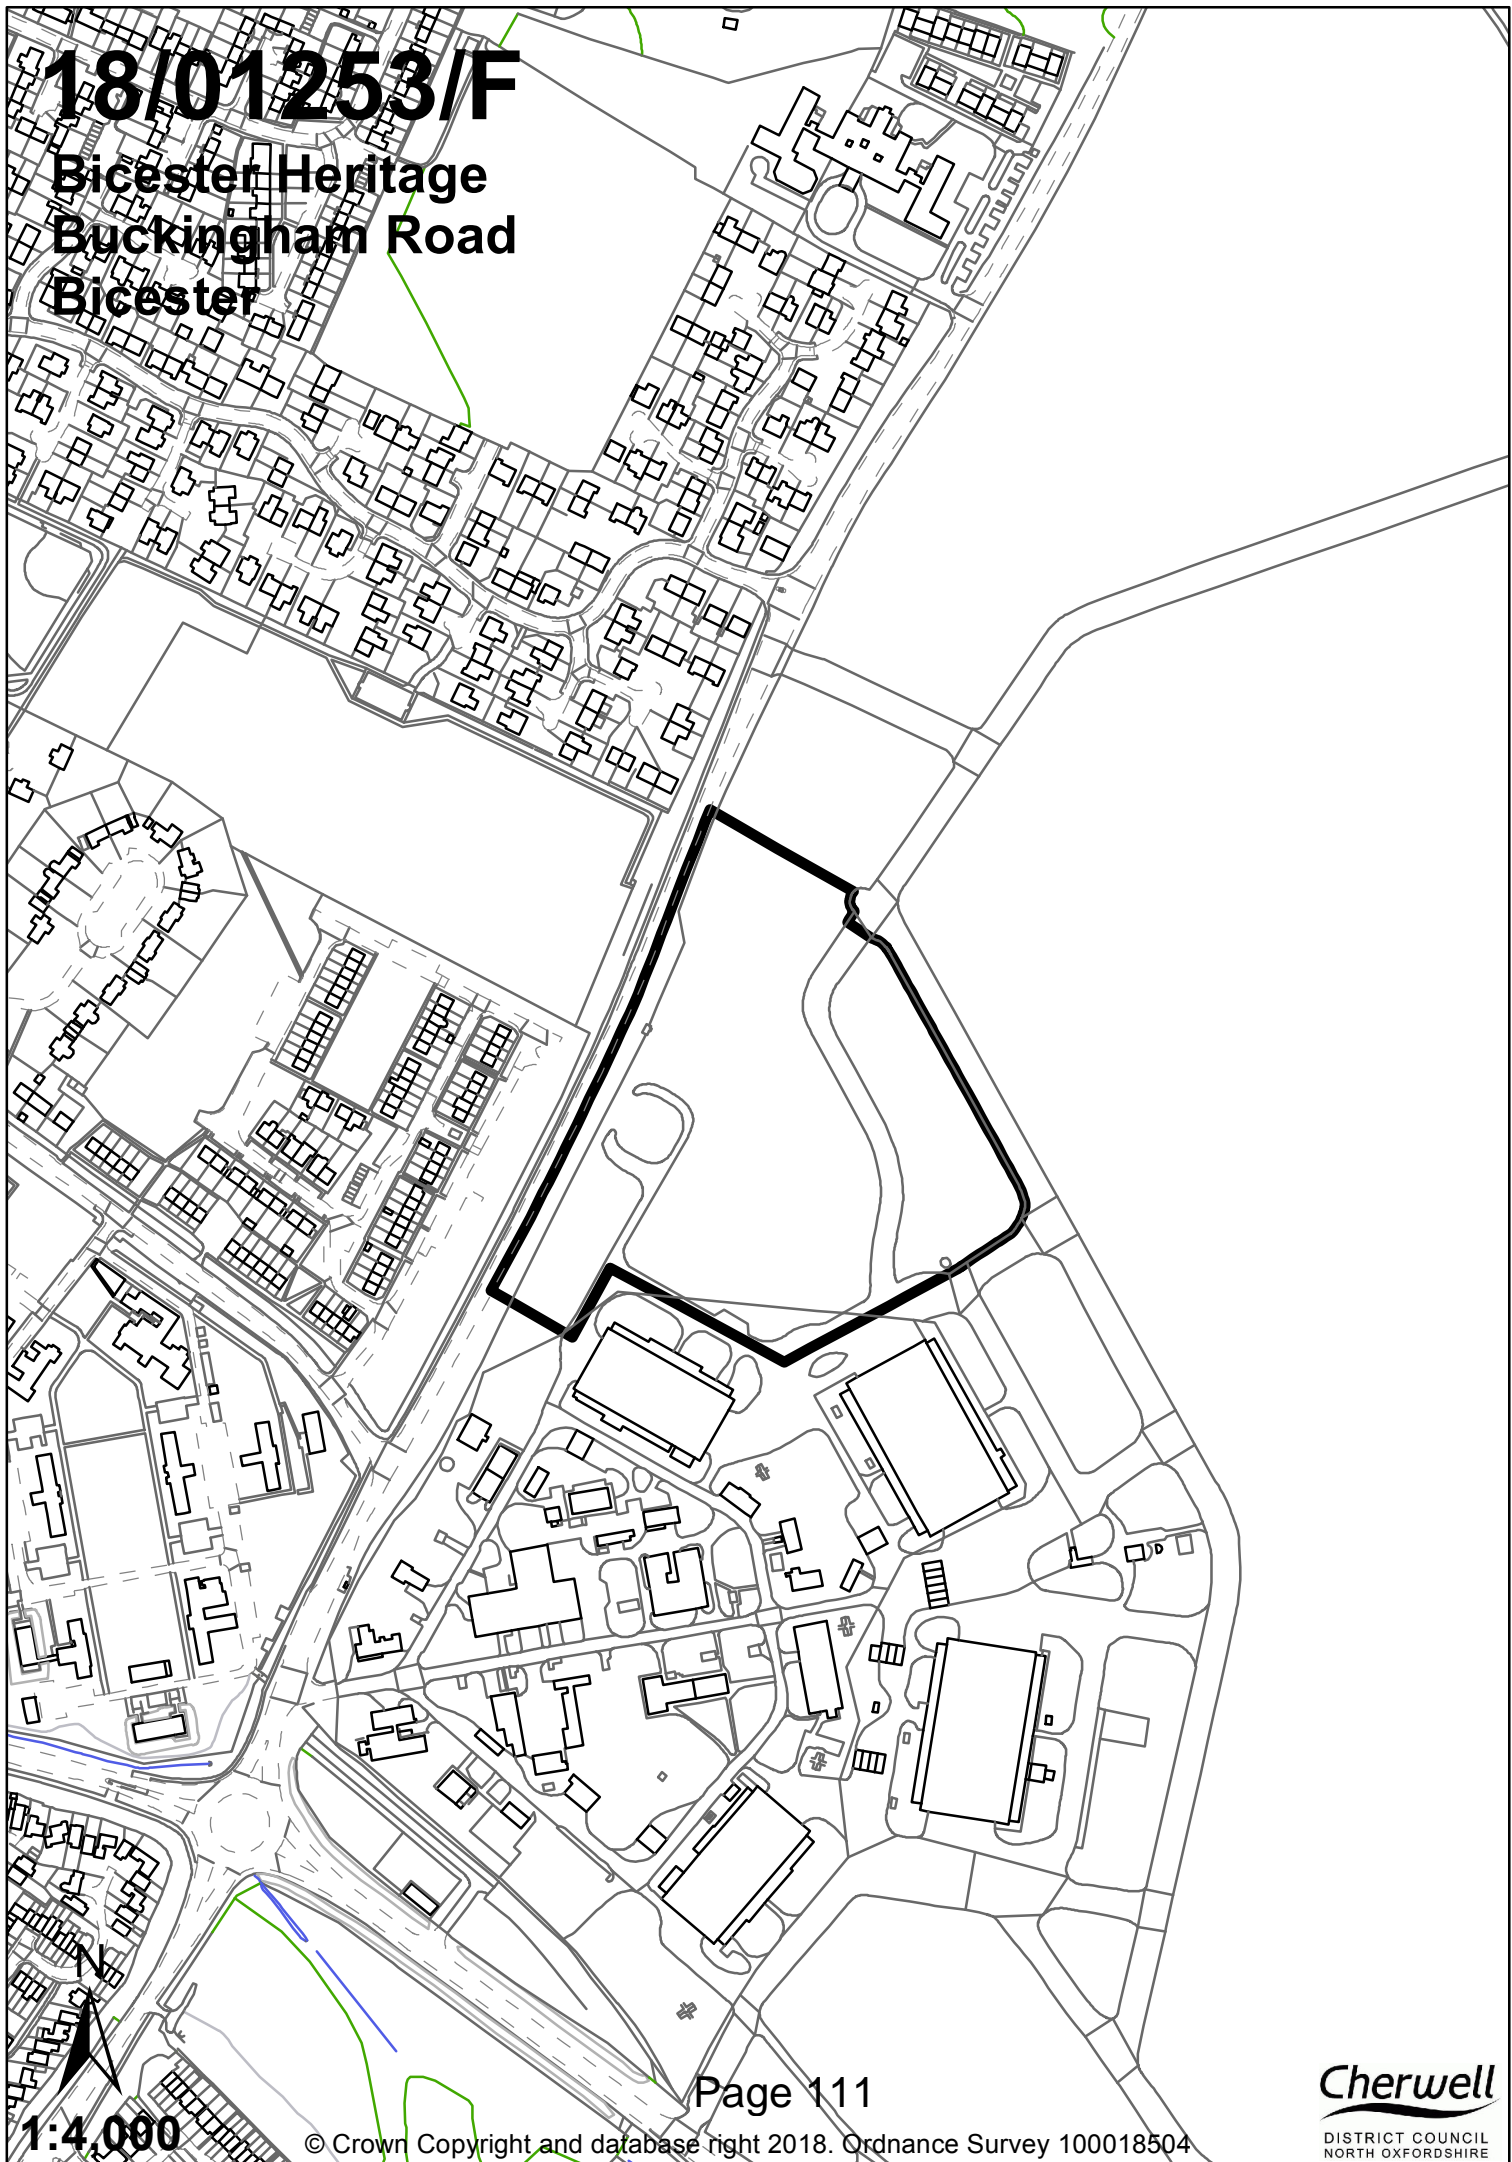 18/01253/F
Bicester Heritage
Buckingham Road
Bicester
N
1:4,000
Page 111
© Crown Copyright and database right 2018. Ordnance Survey 100018504
Cherwell
DISTRICT COUNCIL
NORTH OXFORDSHIRE